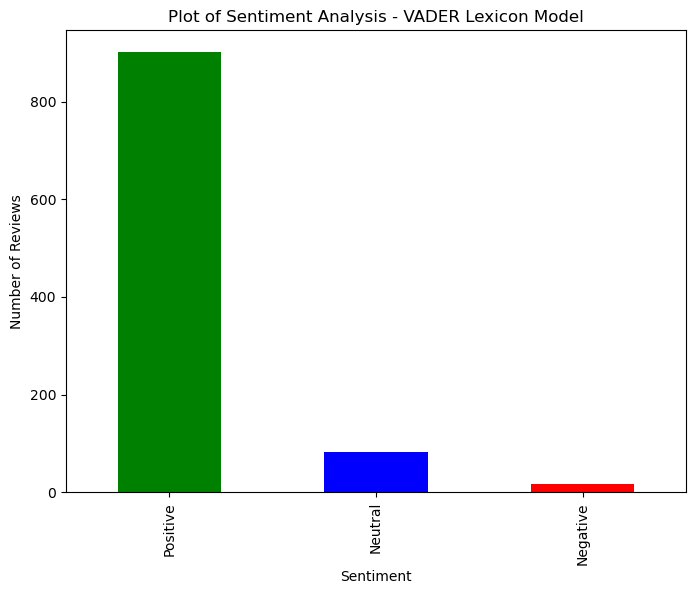 Plot of Sentiment Analysis - VADER Lexicon Model
Number of Reviews
800
600
400
200
0
Positive
Neutral
Negative
Sentiment